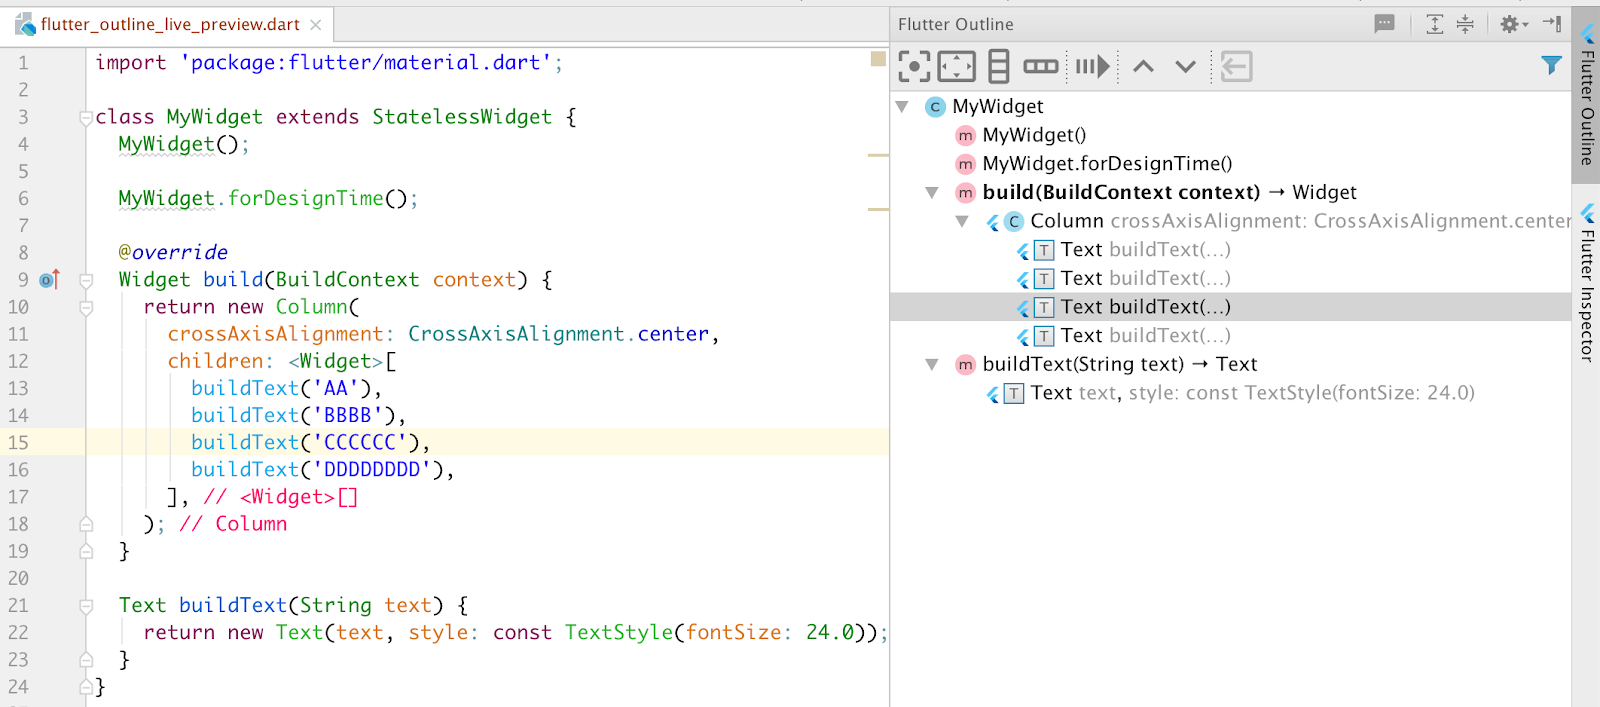 flutter_outline_live_preview.dart
1 import 'package:flutter/material.dart';
2
3 class MyWidget extends StatelessWidget {
4 MyWidget();
5
6 MyWidget.forDesignTime();
7
8 @override
9 Widget build(BuildContext context) {
10 return new Column(
11 crossAxisAlignment: CrossAxisAlignment.center,
12 children: <Widget>[
13 buildText('AA'),
14 buildText('BBBB'),
15 buildText('CCCCCC'),
16 buildText('DDDDDDDD'),
17 ], // <Widget>[]
18 ); // Column
19 }
20
21 Text buildText(String text) {
22 return new Text(text, style: const TextStyle(fontSize: 24.0));
23 }
24 }
Flutter Outline
C MyWidget
m MyWidget()
m MyWidget.forDesignTime()
m build(BuildContext context) → Widget
C Column crossAxisAlignment: CrossAxisAlignment.center
T Text buildText(...)
T Text buildText(...)
T Text buildText(...)
T Text buildText(...)
m buildText(String text) → Text
T Text text, style: const TextStyle(fontSize: 24.0)
Flutter Outline
Flutter Inspector